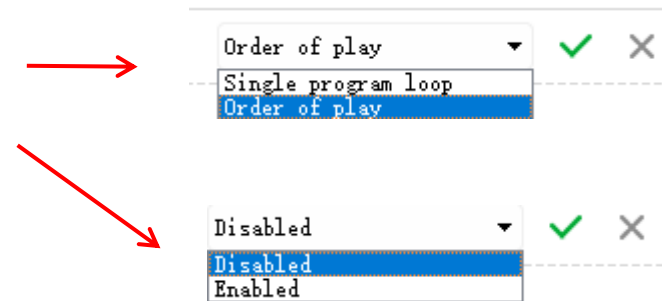 Order of play
Single program loop
Order of play
Disabled
Disabled
Enabled